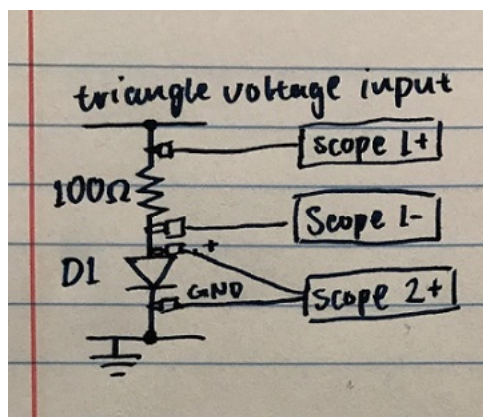 triangle voltage input
scope 1+
100Ω
Scope 1-
+
D1
GND
scope 2+